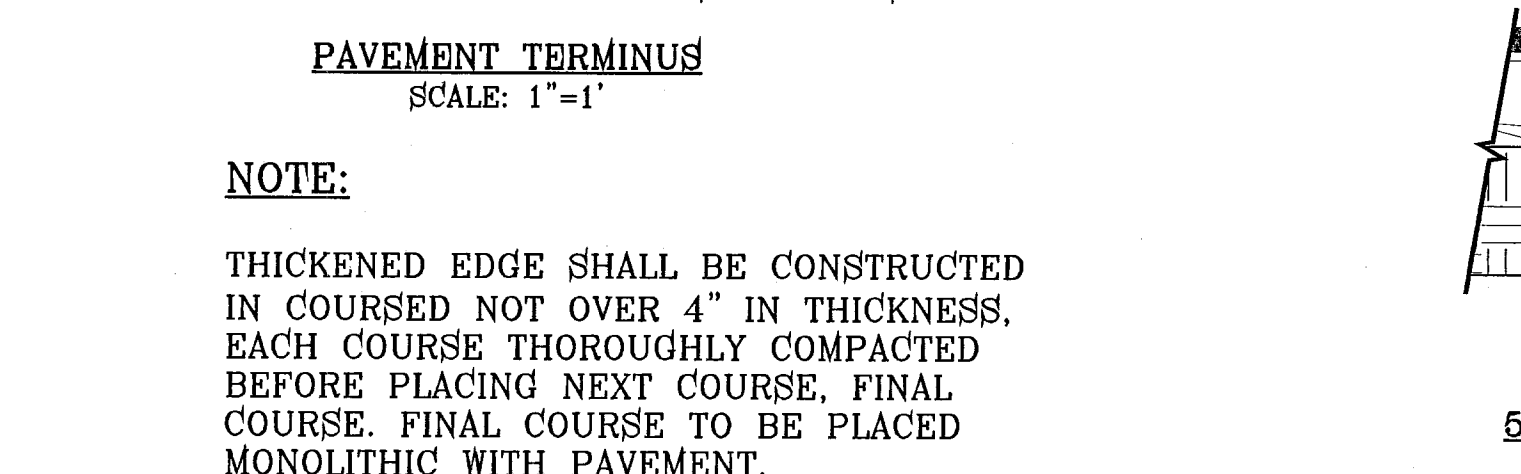 PAVEMENT TERMINUS
SCALE: 1"=1'
NOTE:
THICKENED EDGE SHALL BE CONSTRUCTED
IN COURSED NOT OVER 4" IN THICKNESS,
EACH COURSE THOROUGHLY COMPACTED
BEFORE PLACING NEXT COURSE, FINAL
COURSE. FINAL COURSE TO BE PLACED
MONOLITHIC WITH PAVEMENT.
5